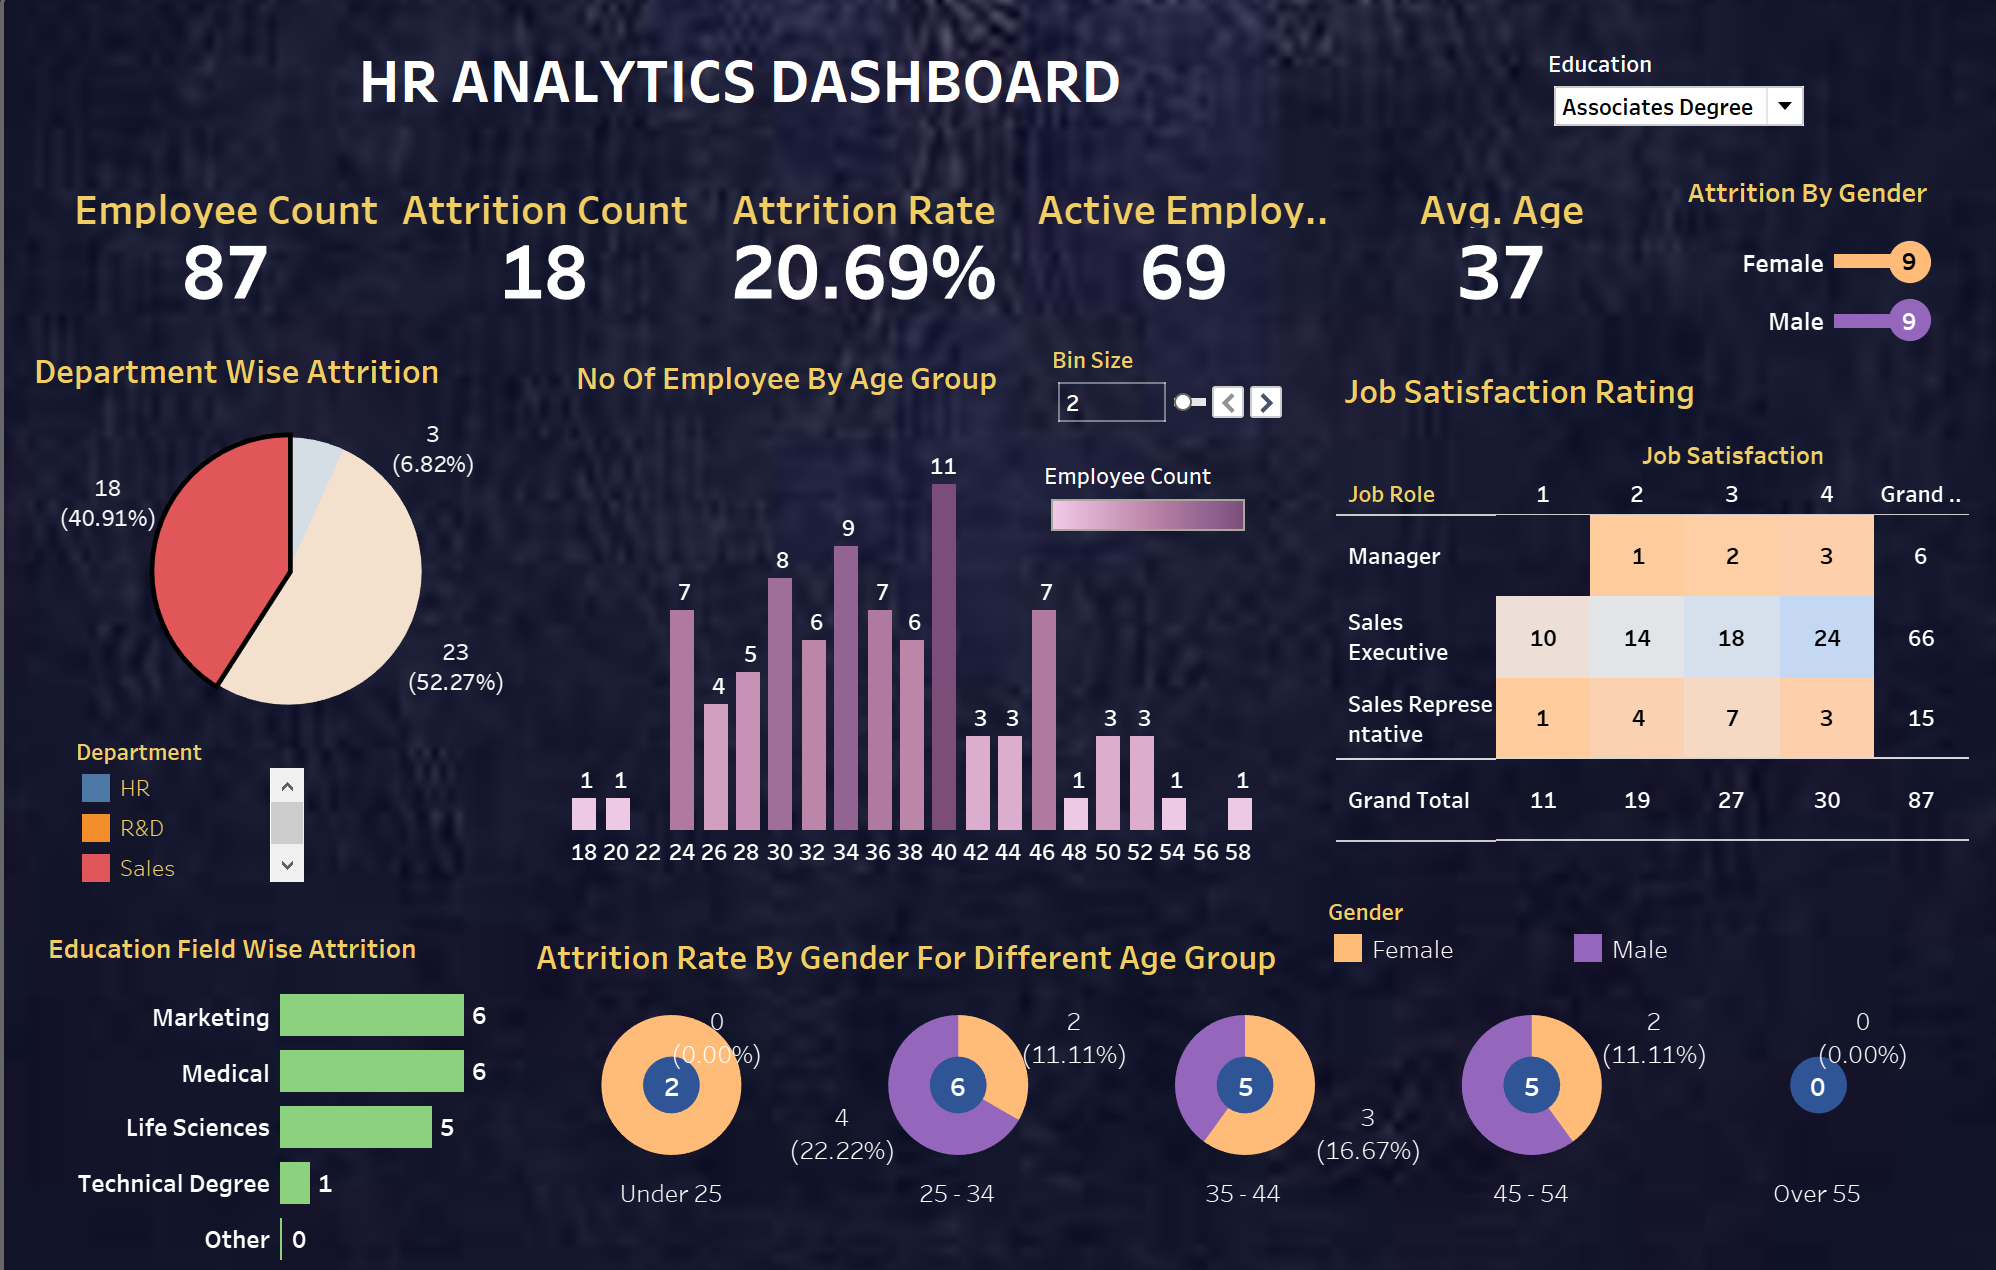 HR ANALYTICS DASHBOARD
Education
Associates Degree
Employee Count
87
Attrition Count
18
Attrition Rate
20.69%
Active Employ..
69
Avg. Age
37
Attrition By Gender
Female 9
Male 9
Department Wise Attrition
3
(6.82%)
18
(40.91%)
23
(52.27%)
Department
HR
R&D
Sales
No Of Employee By Age Group
Bin Size
2
Employee Count
1 1 7 4 5 8 6 9 7 6 11 3 3 7 1 3 3 1 1
18 20 22 24 26 28 30 32 34 36 38 40 42 44 46 48 50 52 54 56 58
Job Satisfaction Rating
Job Satisfaction
Job Role 1 2 3 4 Grand ..
Manager 1 2 3 6
Sales
Executive 10 14 18 24 66
Sales Represe
ntative 1 4 7 3 15
Grand Total 11 19 27 30 87
Education Field Wise Attrition
Marketing 6
Medical 6
Life Sciences 5
Technical Degree 1
Other 0
Attrition Rate By Gender For Different Age Group
Gender
Female Male
0
(0.00%)
2
Under 25
2
(11.11%)
6
4
(22.22%)
25 - 34
5
3
(16.67%)
35 - 44
2
(11.11%)
5
45 - 54
0
(0.00%)
0
Over 55